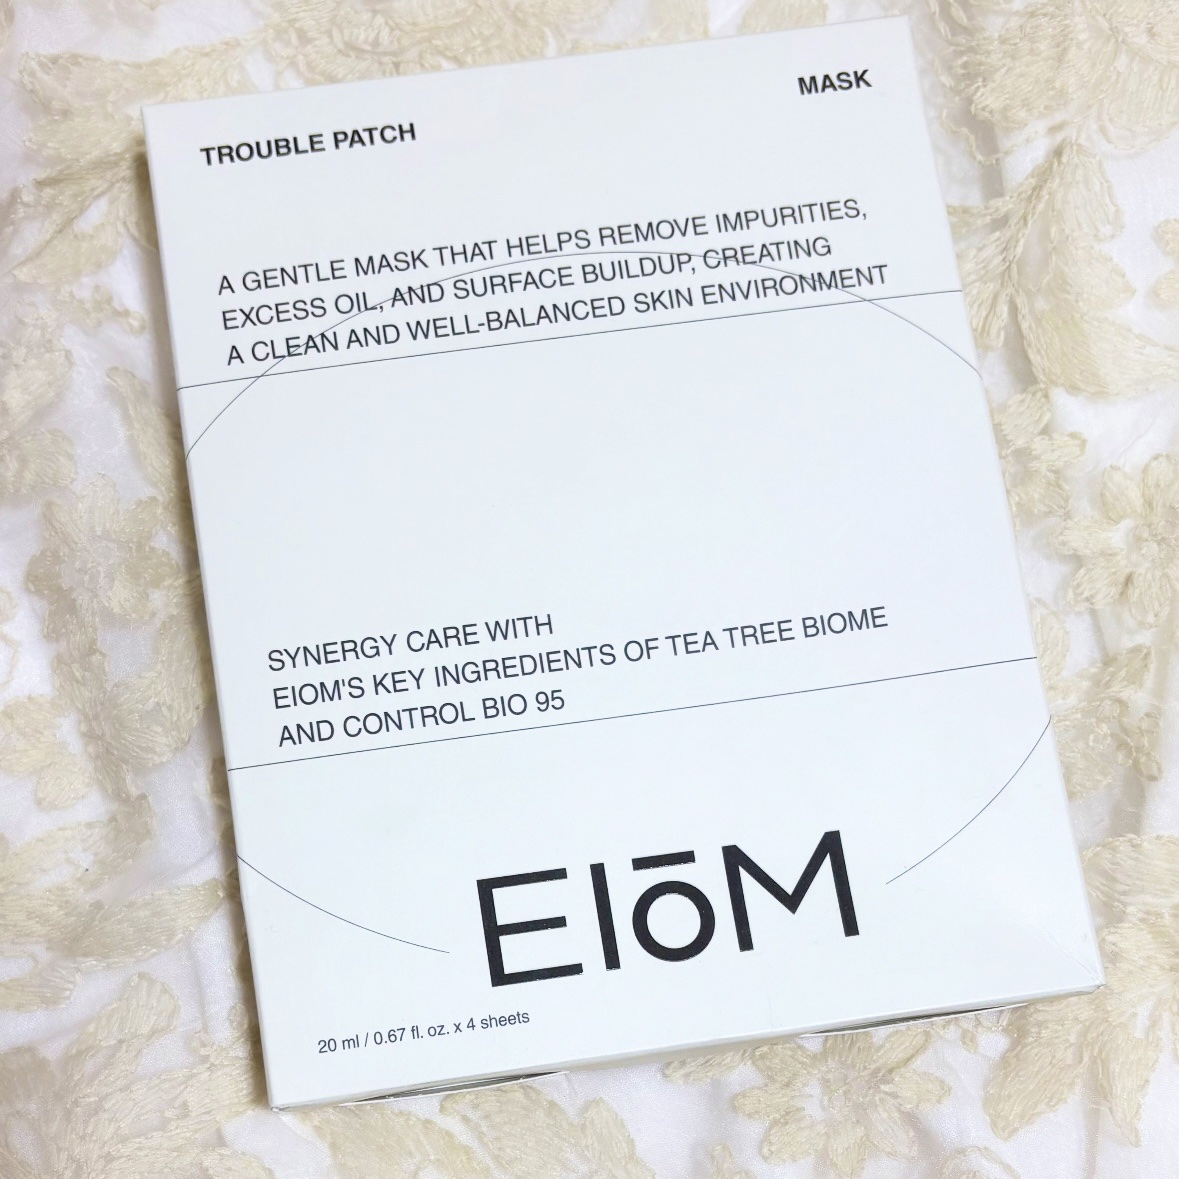 MASK
TROUBLE PATCH
A GENTLE MASK THAT HELPS REMOVE IMPURITIES,
EXCESS OIL, AND SURFACE BUILDUP, CREATING
A CLEAN AND WELL-BALANCED SKIN ENVIRONMENT
SYNERGY CARE WITH
EIOM'S KEY INGREDIENTS OF TEA TREE BIOME
AND CONTROL BIO 95
EIōM
20 ml / 0.67 fl. oz. x 4 sheets